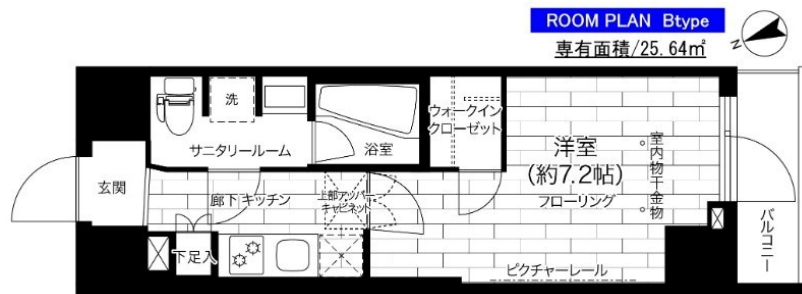 ROOM PLAN Btype
専有面積/25.64㎡
N
洗
サニタリールーム
浴室
ウォークイン
クローゼット
洋室
(約7.2帖)
フローリング
室内物干金物
玄関
廊下
キッチン
上部アッパー
キャビネット
下足入
ピクチャーレール
バルコニー